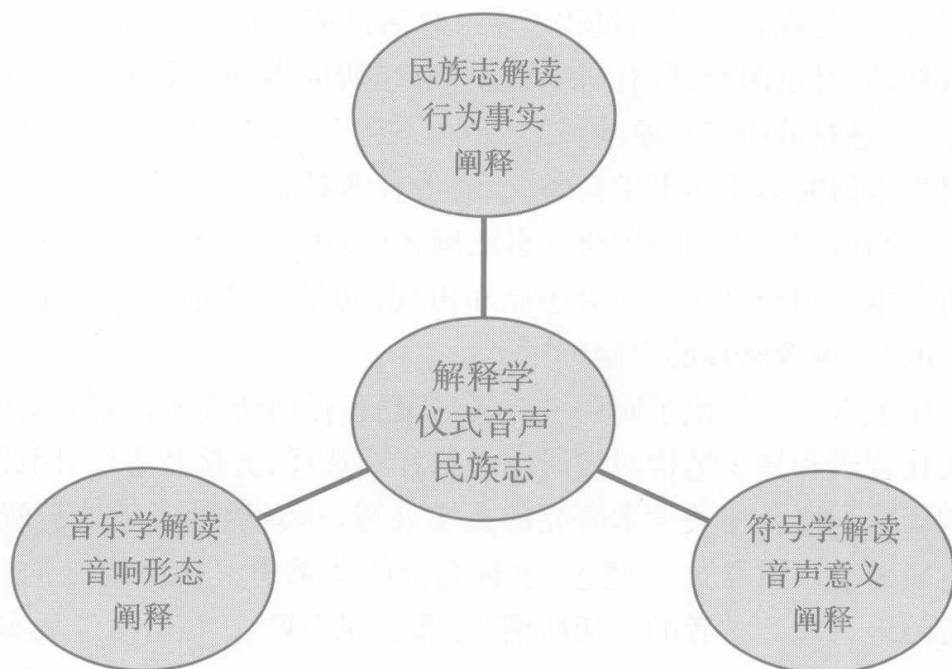 民族志解读
行为事实
阐释
解释学
仪式音声
民族志
音乐学解读
音响形态
阐释
符号学解读
音声意义
阐释